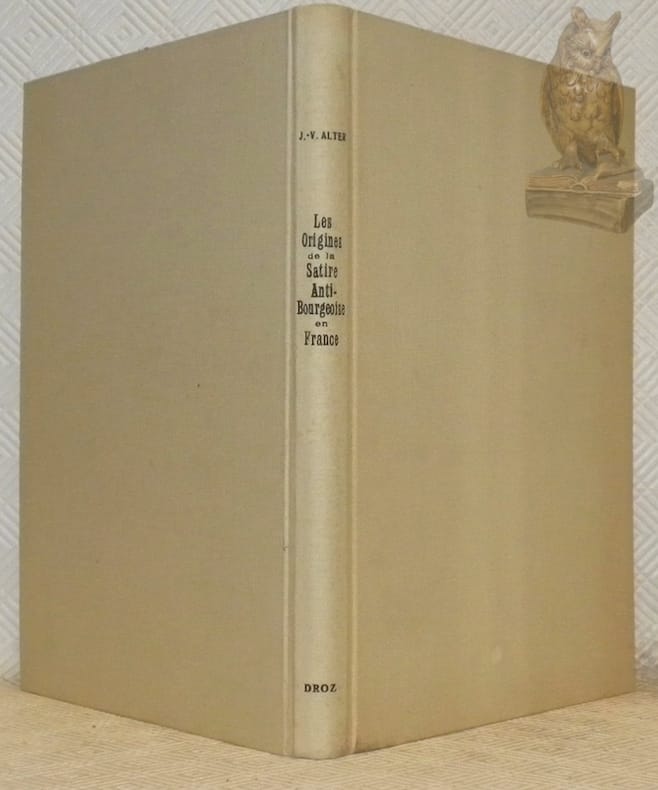 J.-V. ALTER
Les
Origines
de la
Satire
Anti-
Bourgeoise
en
France
DROZ